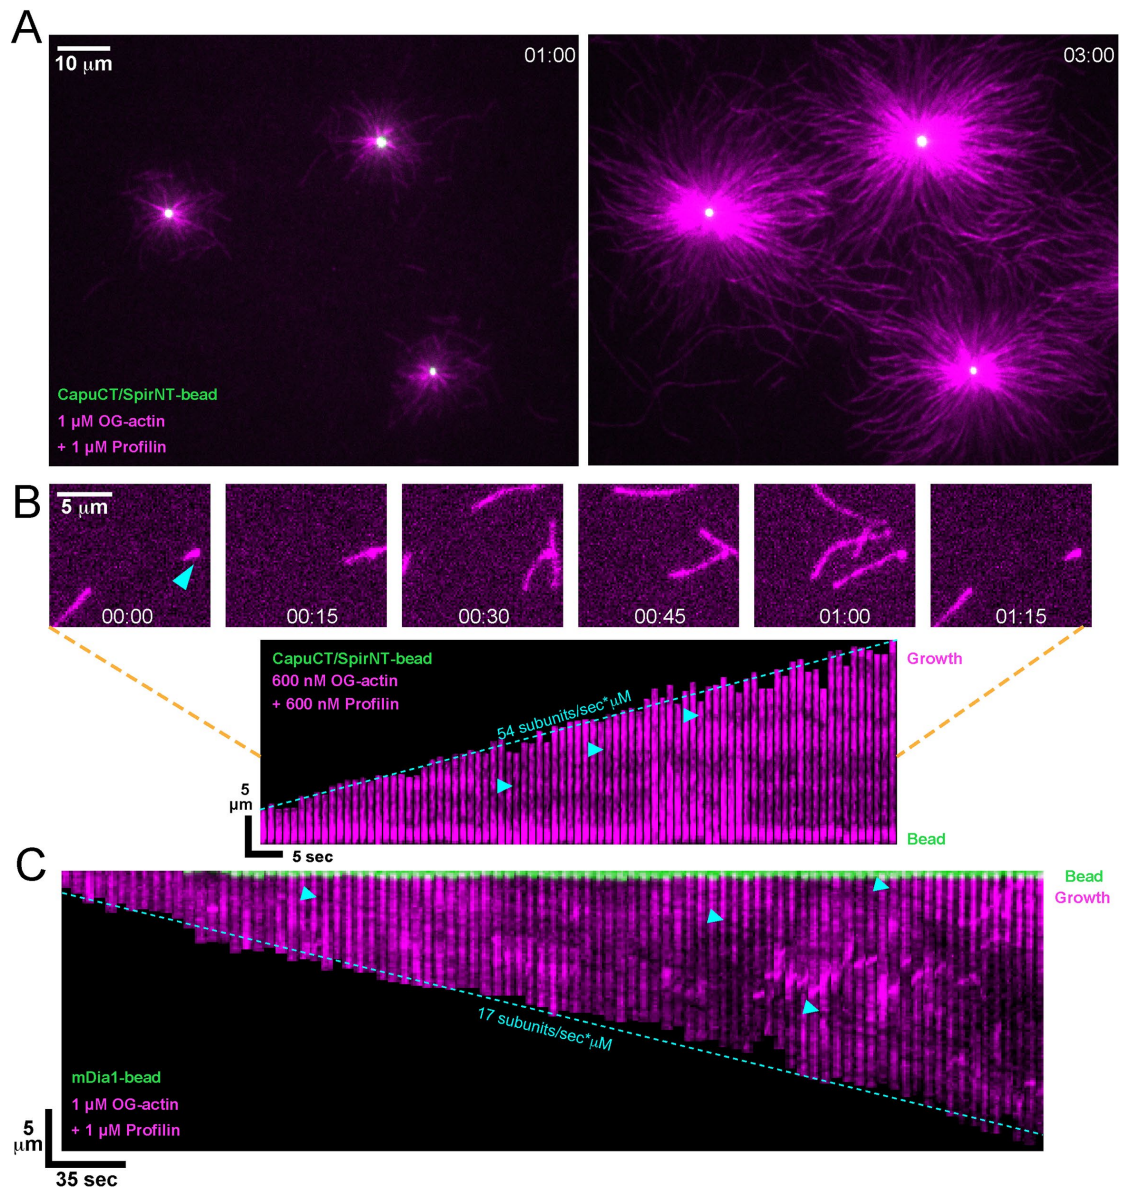 A
10 μm
01:00
03:00
CapuCT/SpirNT-bead
1 μM OG-actin
+ 1 μM Profilin
B
5 μm
00:00
00:15
00:30
00:45
01:00
01:15
CapuCT/SpirNT-bead
600 nM OG-actin
+ 600 nM Profilin
54 subunits/sec*μM
Growth
Bead
5
μm
5 sec
C
Bead
Growth
17 subunits/sec*μM
mDia1-bead
1 μM OG-actin
+ 1 μM Profilin
5
μm
35 sec